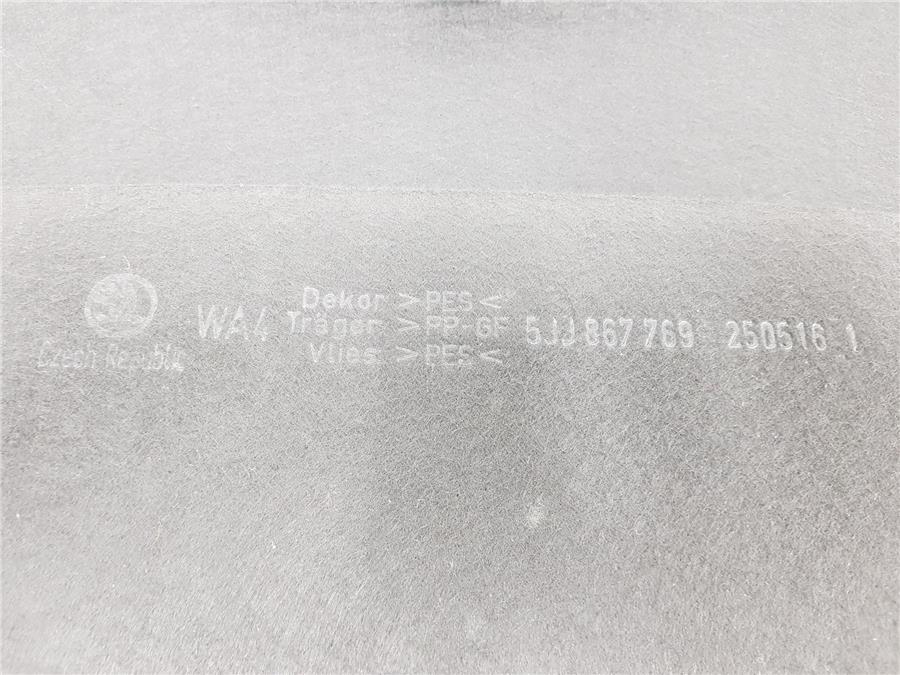 Dekor >PES<
WA4 Träger >PP-GF 5JJ 867 769 250516 1
Vlies >PES<
Czech Republic